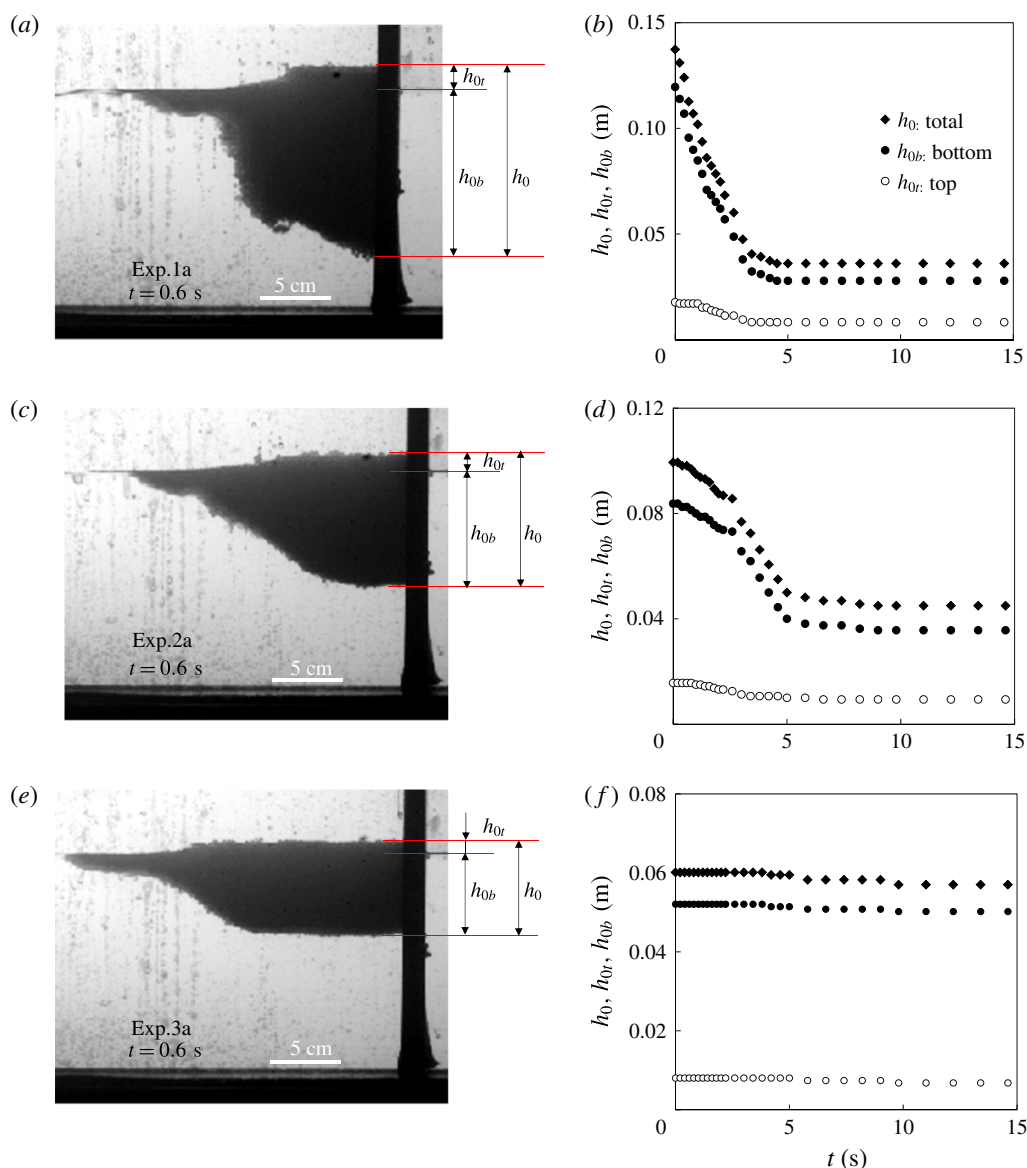 (a)
h0t
h0b
h0
Exp.1a
t = 0.6 s
5 cm
(b)
0.15
0.10
0.05
0
5
10
15
h0, h0t, h0b (m)
h0: total
h0b: bottom
h0t: top
(c)
h0t
h0b
h0
Exp.2a
t = 0.6 s
5 cm
(d)
0.12
0.08
0.04
0
5
10
15
h0, h0t, h0b (m)
(e)
h0t
h0b
h0
Exp.3a
t = 0.6 s
5 cm
(f)
0.08
0.06
0.04
0.02
0
5
10
15
h0, h0t, h0b (m)
t (s)